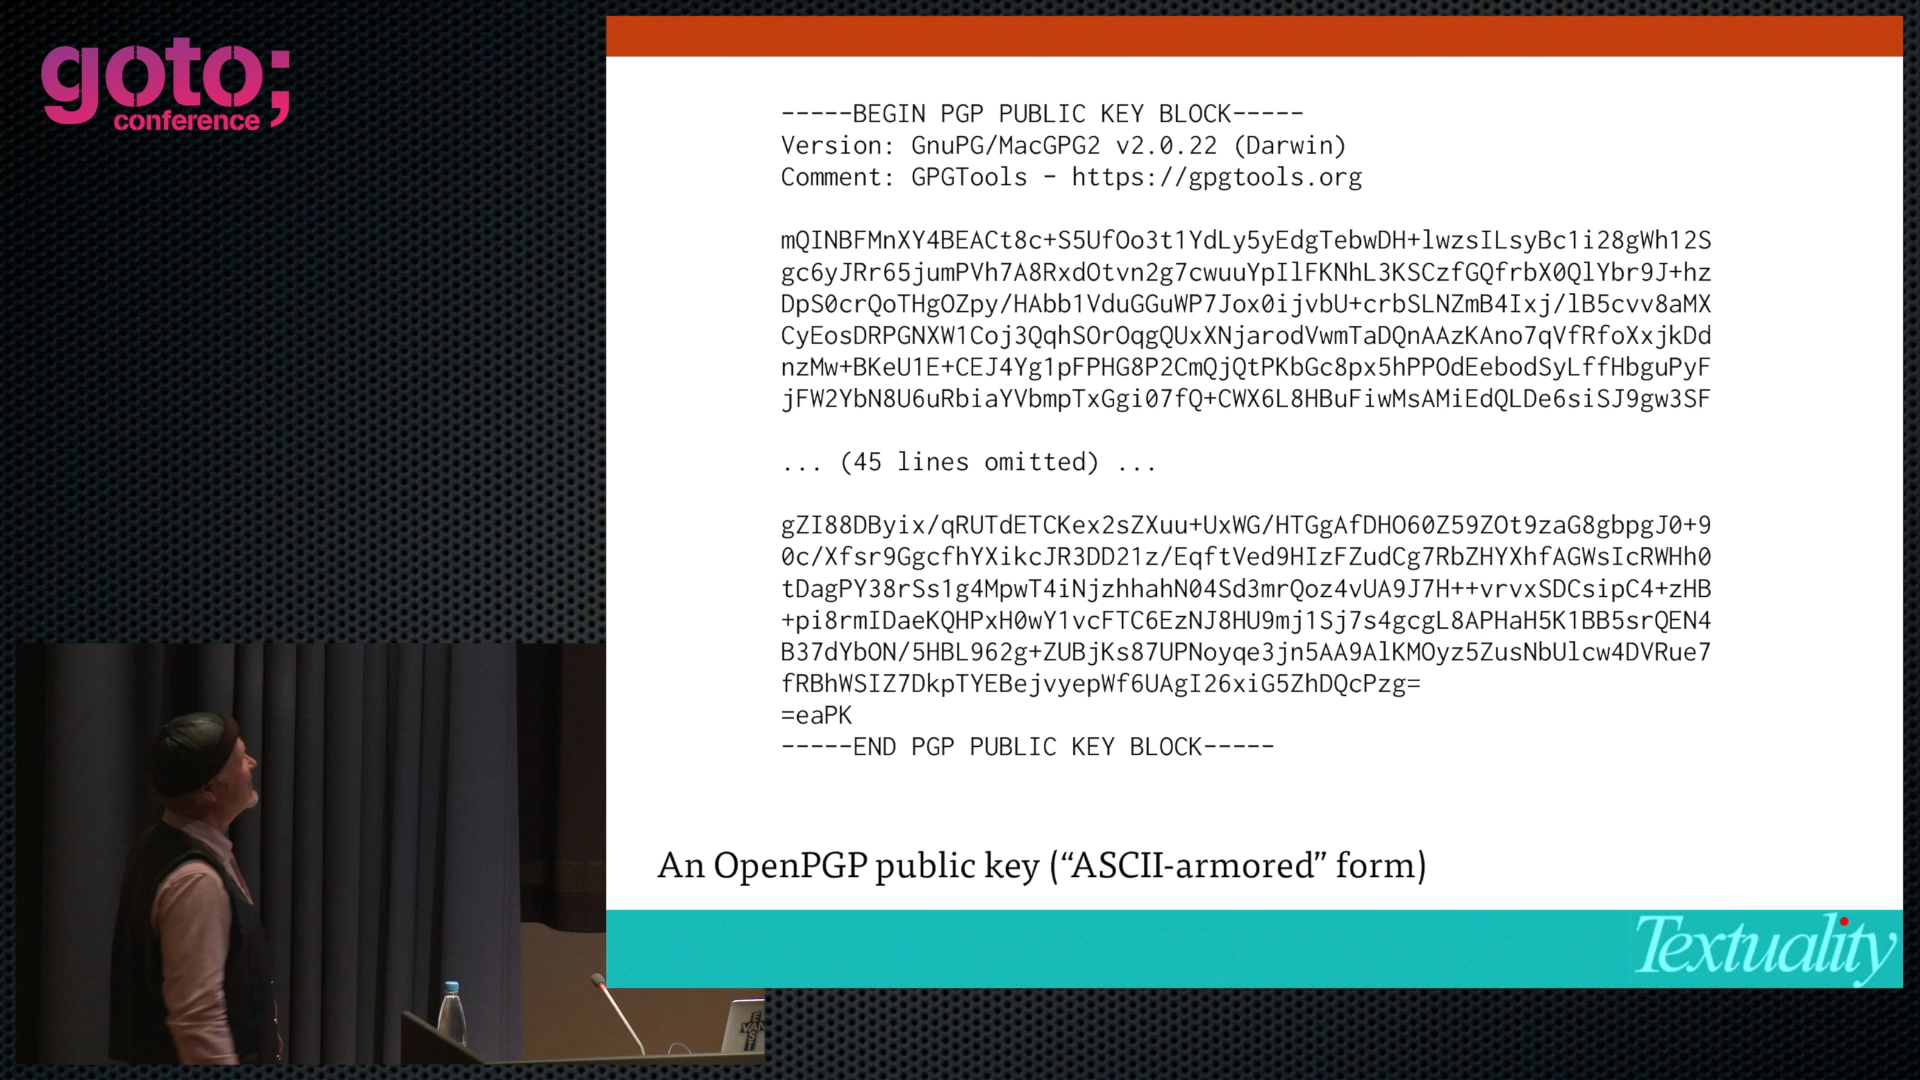 goto;
conference
-----BEGIN PGP PUBLIC KEY BLOCK-----
Version: GnuPG/MacGPG2 v2.0.22 (Darwin)
Comment: GPGTools - https://gpgtools.org
mQINBFMnXY4BEACt8c+S5UfOo3t1YdLy5yEdgTebwDH+lwzsILsyBc1i28gWh12S
gc6yJRr65jumPVh7A8RxdOtvn2g7cwuuYpIlFKNhL3KSCzfGQfrbX0QlYbr9J+hz
DpS0crQoTHgOZpy/HAbb1VduGGuWP7Jox0ijvbU+crbSLNZmB4Ixj/lB5cvv8aMX
CyEosDRPGNXW1Coj3QqhSOrOqgQUxXNjarodVwmTaDQnAAzKAno7qVfRfoXxjkDd
nzMw+BKeU1E+CEJ4Yg1pFPHG8P2CmQjQtPKbGc8px5hPPOdEebodSyLffHbguPyF
jFW2YbN8U6uRbiaYVbmpTxGgi07fQ+CWX6L8HBuFiwMsAMiEdQLDe6siSJ9gw3SF
... (45 lines omitted) ...
gZI88DByix/qRUTdETCKex2sZXuu+UxWG/HTGgAfDHO60Z59ZOt9zaG8gbpgJ0+9
0c/Xfsr9GgcfhYXikcJR3DD21z/EqftVed9HIzFZudCg7RbZHYXhfAGWsIcRWHh0
tDagPY38rSs1g4MpwT4iNjzhhahN04Sd3mrQoz4vUA9J7H++vrvxSDCsipC4+zHB
+pi8rmIDaeKQHPxH0wY1vcFTC6EzNJ8HU9mj1Sj7s4gcgL8APHaH5K1BB5srQEN4
B37dYbON/5HBL962g+ZUBjKs87UPNoyqe3jn5AA9AlKMOyz5ZusNbUlcw4DVRue7
fRBhWSIZ7DkpTYEBejvyepWf6UAgI26xiG5ZhDQcPzg=
=eaPK
-----END PGP PUBLIC KEY BLOCK-----
An OpenPGP public key (“ASCII-armored” form)
Textuality